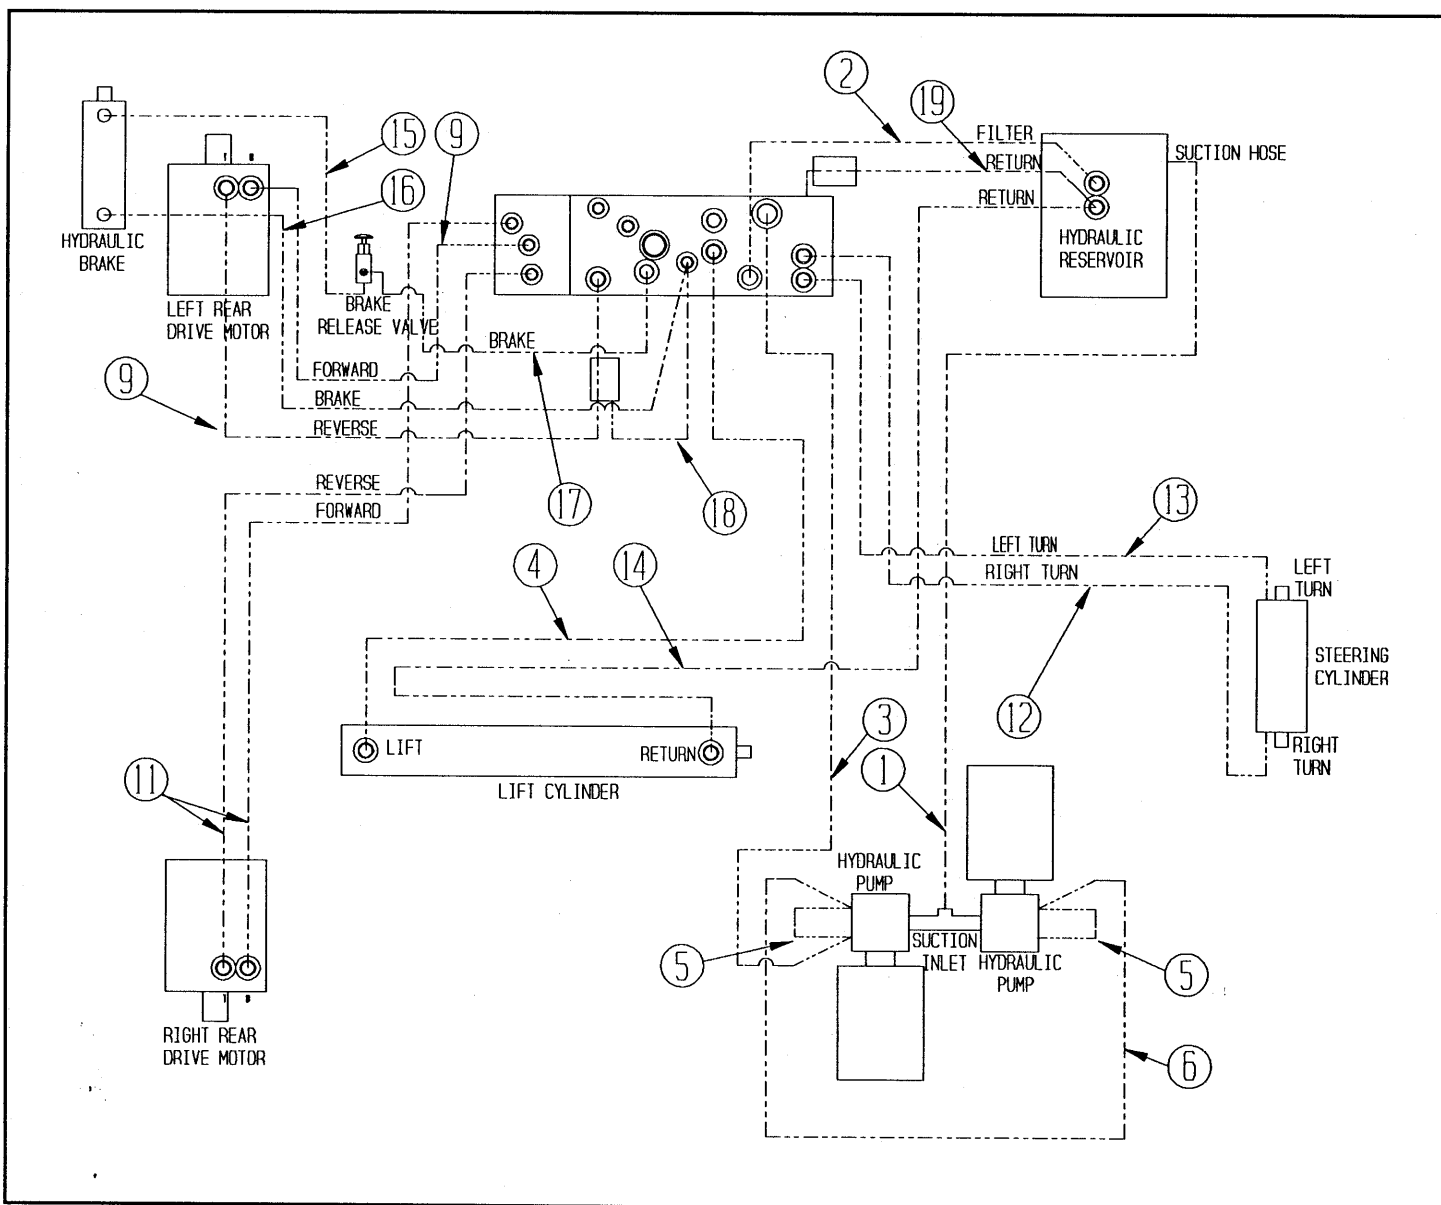 2
19
FILTER
RETURN
RETURN
SUCTION HOSE
HYDRAULIC
RESERVOIR
15
9
16
HYDRAULIC
BRAKE
LEFT REAR
DRIVE MOTOR
BRAKE
RELEASE VALVE
BRAKE
FORWARD
9
BRAKE
REVERSE
REVERSE
FORWARD
17
18
13
LEFT TURN
RIGHT TURN
LEFT
TURN
4
14
12
STEERING
CYLINDER
RIGHT
TURN
LIFT
RETURN
LIFT CYLINDER
3
1
11
HYDRAULIC
PUMP
SUCTION
INLET
HYDRAULIC
PUMP
5
5
6
RIGHT REAR
DRIVE MOTOR